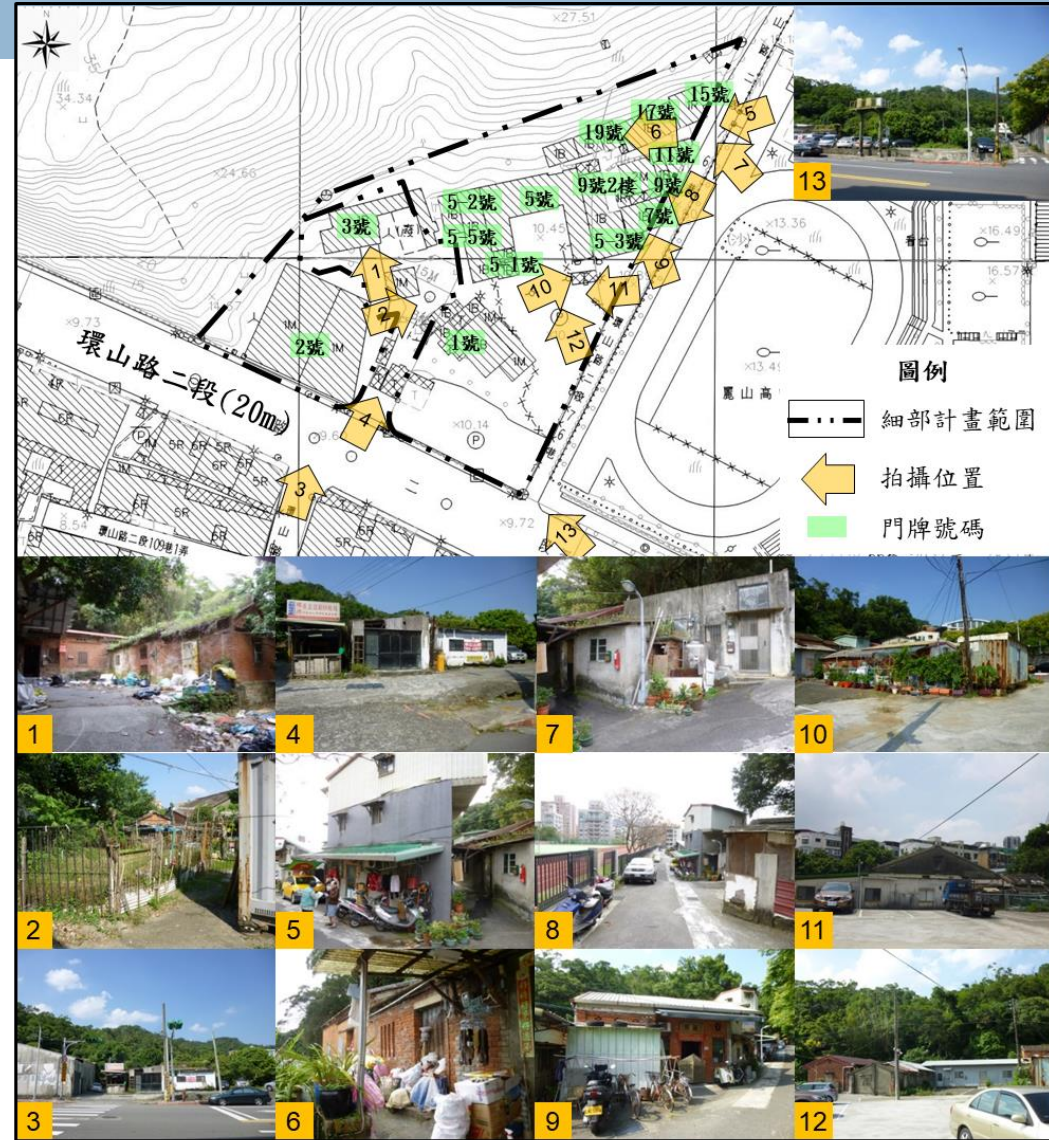 N
×27.51
34.34
×24.66
15號
17號
5
6
19號
11號
7
9號2樓
9號
8
5-2號
5號
7號
×13.36
3號
5-5號
10.45
5-3號
×16.49
看台
16.57
5-1號
1
9
10
11
2
12
×9.73
2號
1號
環山路二段(20m)
4
×10.14
P
麗山高
3
二
×9.72
13
8.54
環山路二段109巷1弄
圖例
細部計畫範圍
拍攝位置
門牌號碼
13
1
4
7
10
2
5
8
11
3
6
9
12